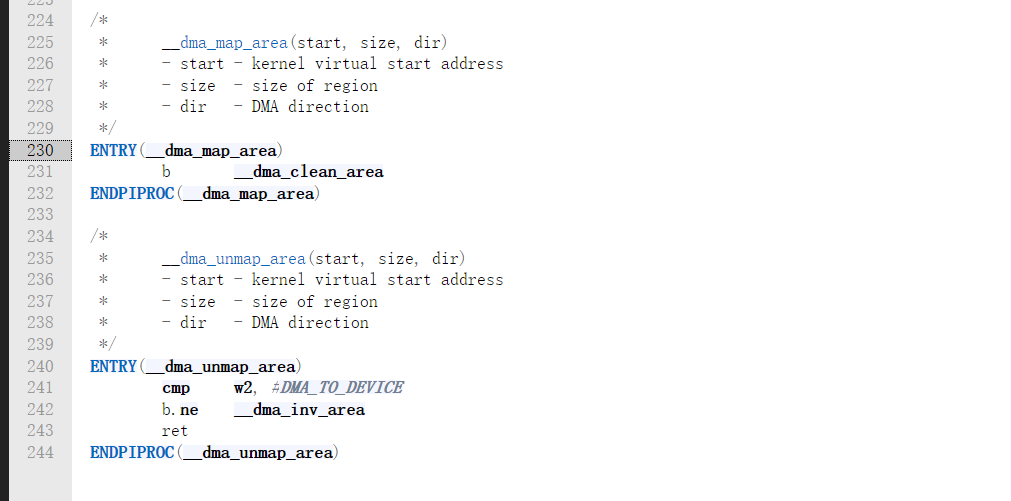 224 /*
225 * __dma_map_area(start, size, dir)
226 * - start - kernel virtual start address
227 * - size - size of region
228 * - dir - DMA direction
229 */
230 ENTRY(__dma_map_area)
231 b __dma_clean_area
232 ENDPIPROC(__dma_map_area)
233
234 /*
235 * __dma_unmap_area(start, size, dir)
236 * - start - kernel virtual start address
237 * - size - size of region
238 * - dir - DMA direction
239 */
240 ENTRY(__dma_unmap_area)
241 cmp w2, #DMA_TO_DEVICE
242 b.ne __dma_inv_area
243 ret
244 ENDPIPROC(__dma_unmap_area)